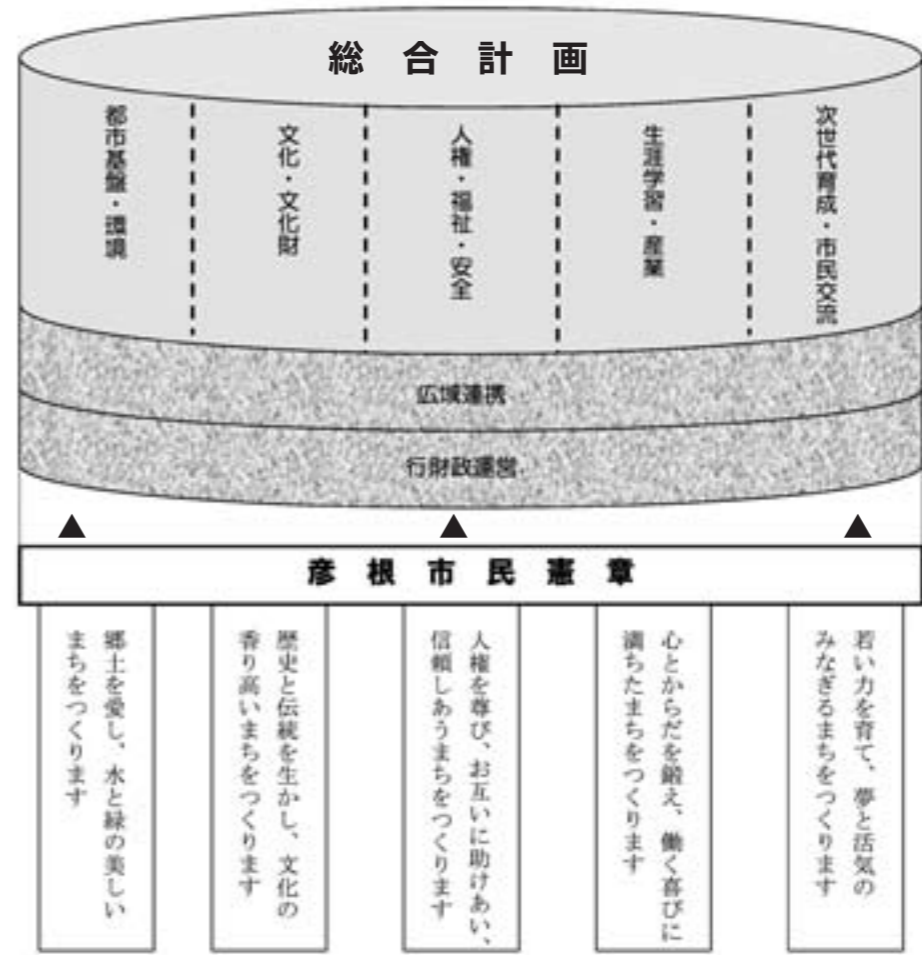 総合計画
都市基盤・環境
文化・文化財
人権・福祉・安全
生涯学習・産業
次世代育成・市民交流
広域連携
行財政運営
彦根市民憲章
郷土を愛し、水と緑の美しい
まちをつくります
歴史と伝統を生かし、文化の
香り高いまちをつくります
人権を尊び、お互いに助けあい、
信頼しあうまちをつくります
心とからだを鍛え、働く喜びに
満ちたまちをつくります
若い力を育て、夢と活気の
みなぎるまちをつくります